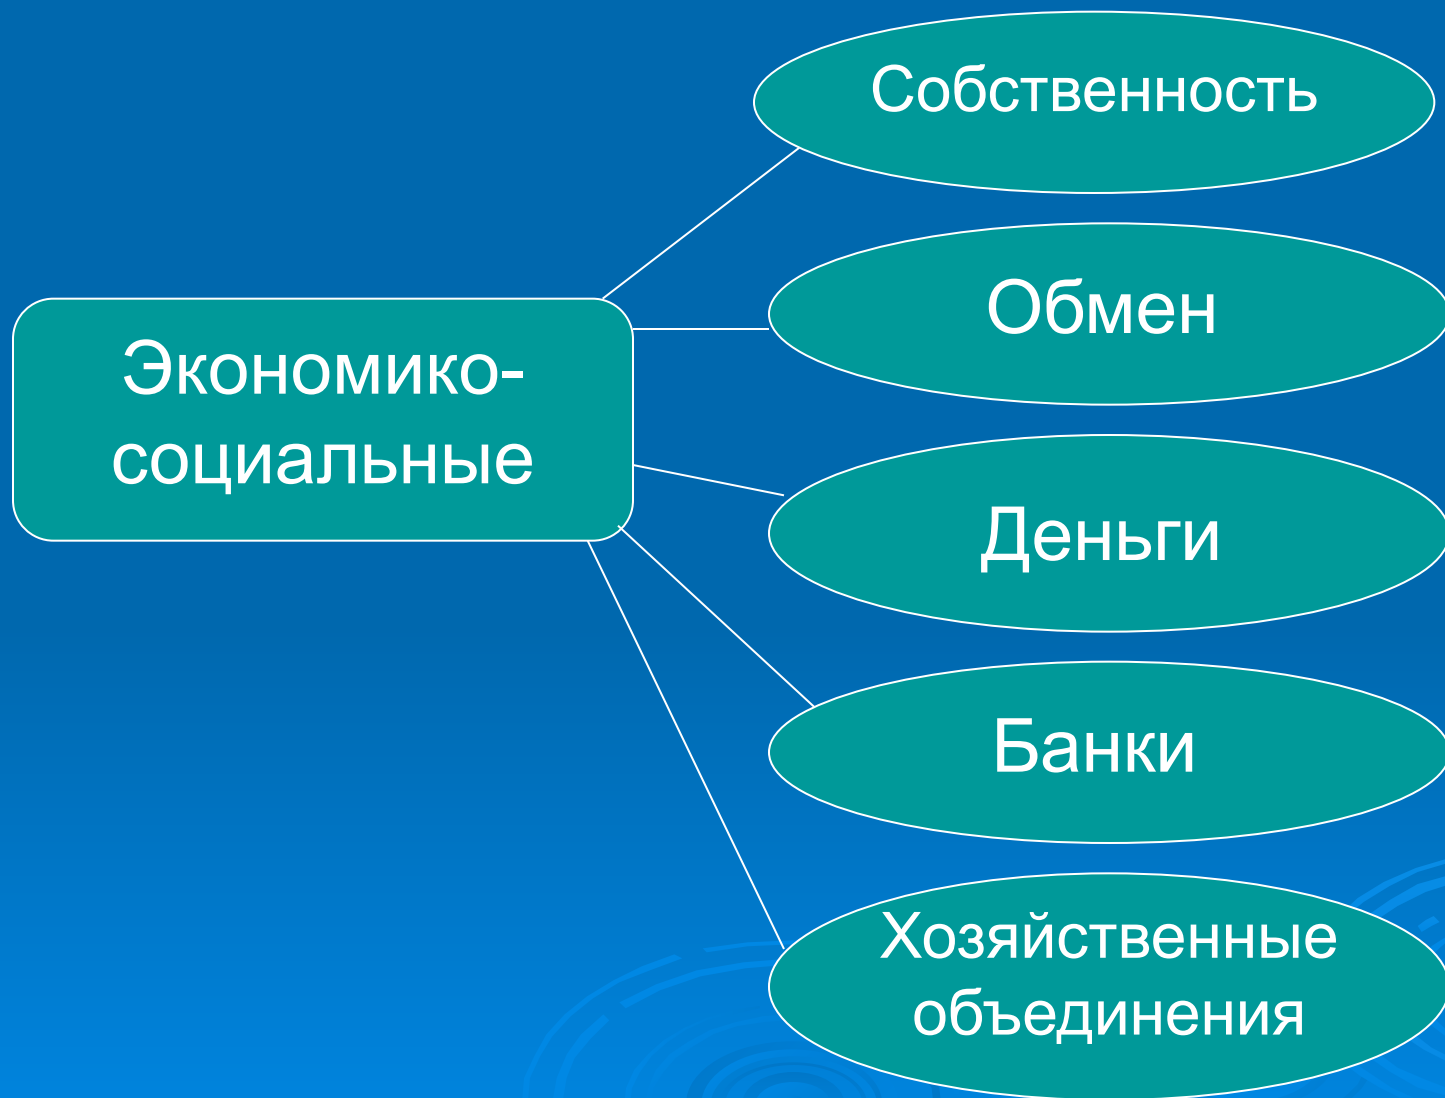 Собственность
Обмен
Экономико-
социальные
Деньги
Банки
Хозяйственные
объединения